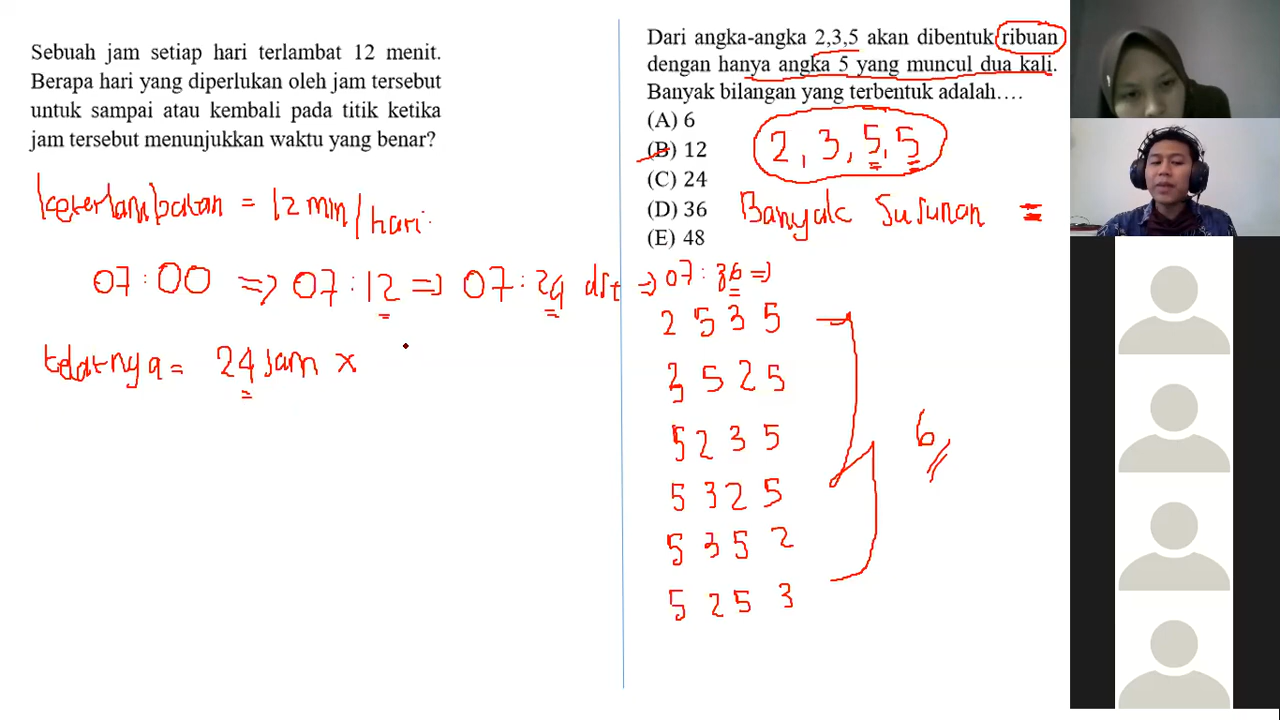 Sebuah jam setiap hari terlambat 12 menit.
Berapa hari yang diperlukan oleh jam tersebut
untuk sampai atau kembali pada titik ketika
jam tersebut menunjukkan waktu yang benar?
keterlambatan = 12 min/hari
07:00 => 07:12 => 07:24 dst => 07:36 =>
telatnya = 24 jam x
Dari angka-angka 2,3,5 akan dibentuk ribuan
dengan hanya angka 5 yang muncul dua kali.
Banyak bilangan yang terbentuk adalah….
(A) 6
(B) 12
(C) 24
(D) 36
(E) 48
2, 3, 5, 5
Banyak Susunan =
2 5 3 5
3 5 2 5
5 2 3 5
5 3 2 5
5 3 5 2
5 2 5 3
6